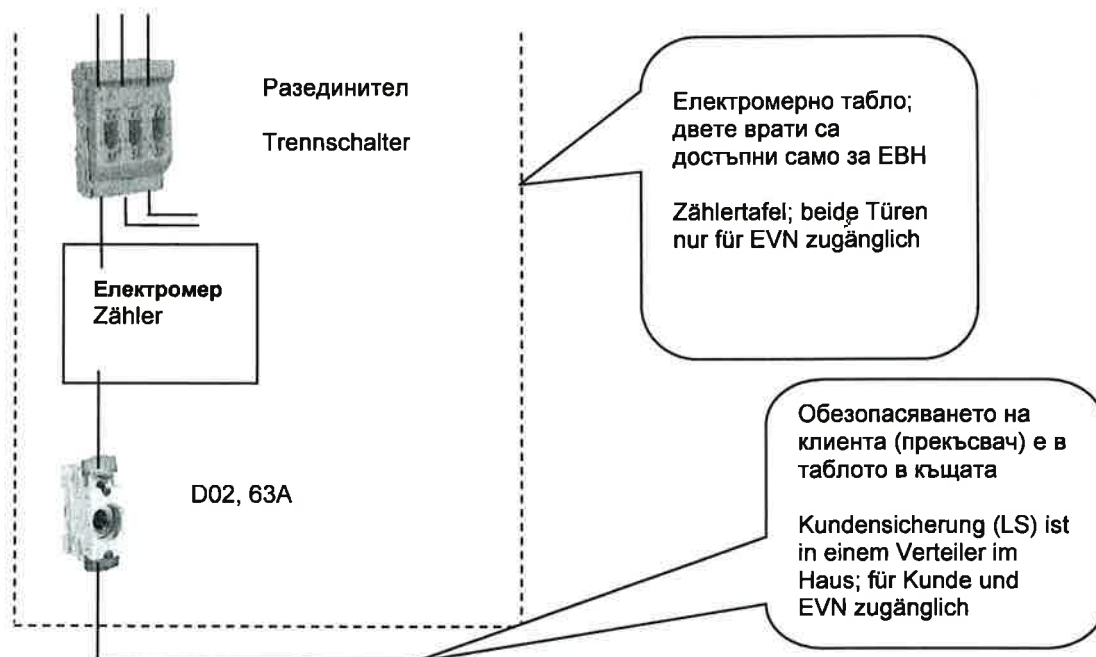 Разединител
Trennschalter
Електромерно табло;
двете врати са
достъпни само за ЕВН
Zählertafel; beide Türen
nur für EVN zugänglich
Електромер
Zähler
D02, 63A
Обезопасяването на
клиента (прекъсвач) е в
таблото в къщата
Kundensicherung (LS) ist
in einem Verteiler im
Haus; für Kunde und
EVN zugänglich